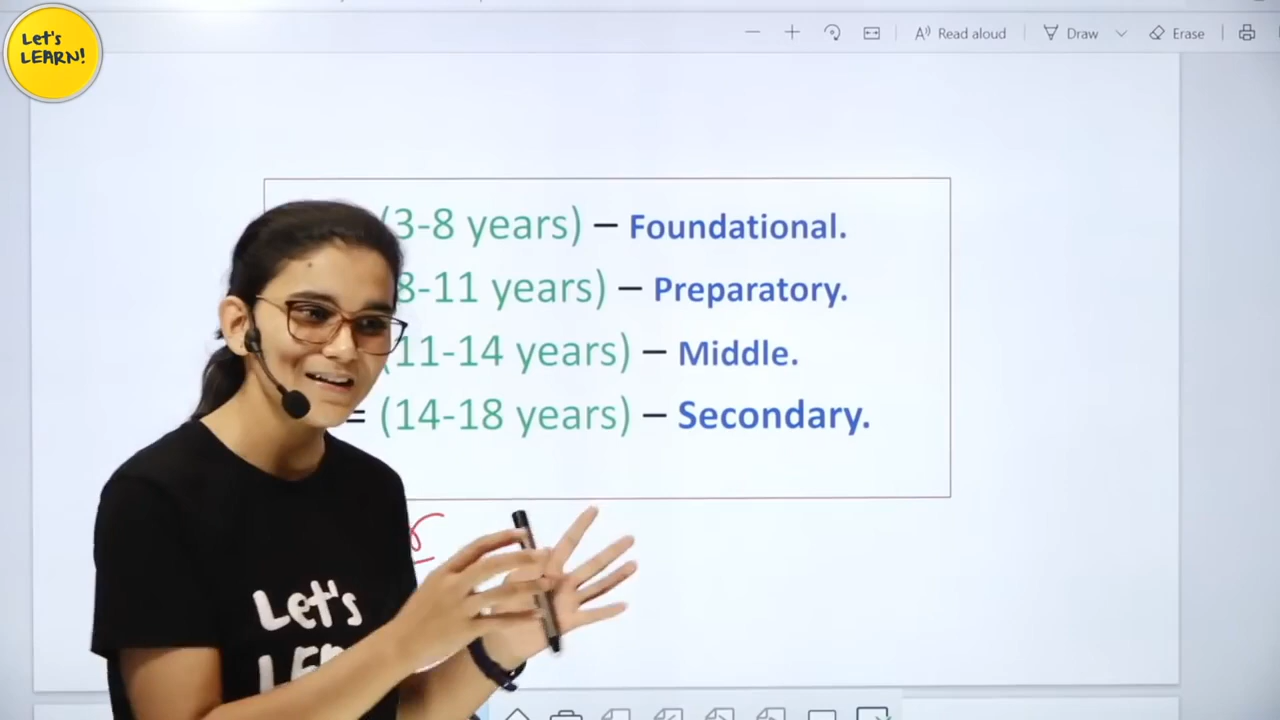 Let's
LEARN!
Read aloud
Draw
Erase
(3-8 years) – Foundational.
8-11 years) – Preparatory.
(11-14 years) – Middle.
= (14-18 years) – Secondary.
Let's